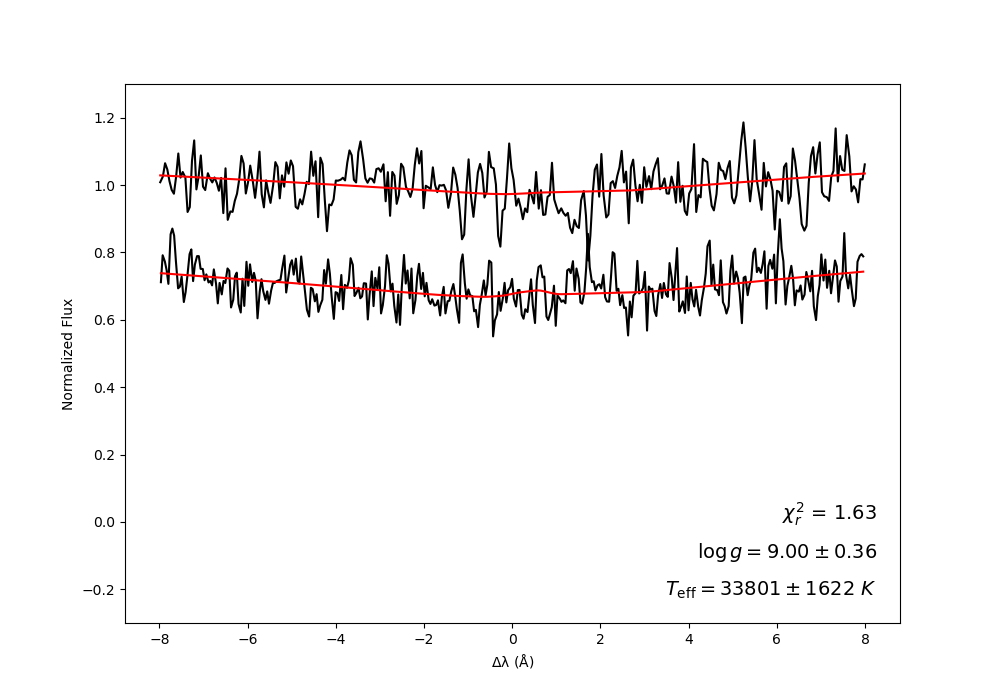 1.2
1.0
0.8
0.6
0.4
0.2
0.0
−0.2
Normalized Flux
χ²ᵣ = 1.63
log g = 9.00 ± 0.36
T_eff = 33801 ± 1622 K
−8 −6 −4 −2 0 2 4 6 8
Δλ (Å)